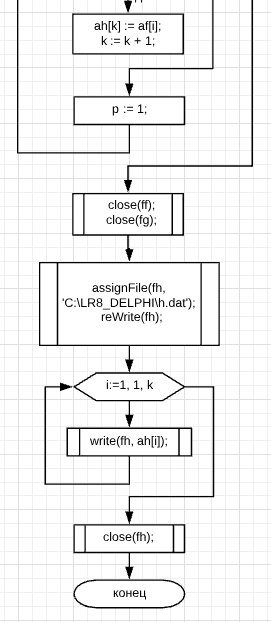 ah[k] := af[i];
k := k + 1;
p := 1;
close(ff);
close(fg);
assignFile(fh,
'C:\LR8_DELPHI\h.dat');
reWrite(fh);
i:=1, 1, k
write(fh, ah[i]);
close(fh);
конец